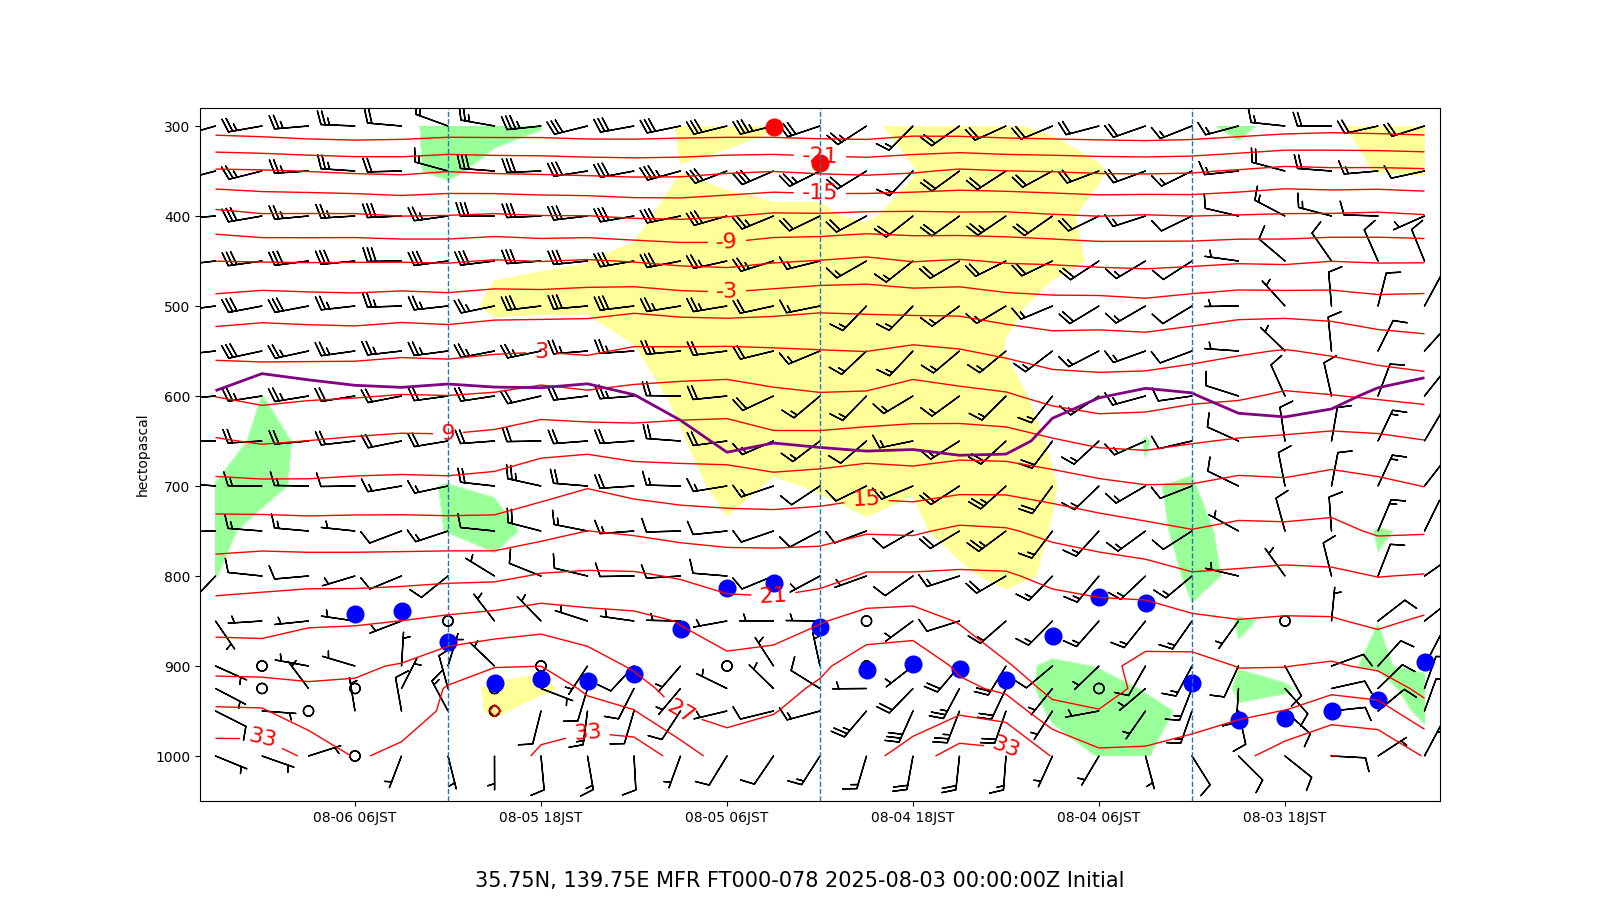 300
400
500
600
700
800
900
1000
hectopascal
-21
-15
-9
-3
3
9
15
21
27
33
33
33
08-06 06JST
08-05 18JST
08-05 06JST
08-04 18JST
08-04 06JST
08-03 18JST
35.75N, 139.75E MFR FT000-078 2025-08-03 00:00:00Z Initial